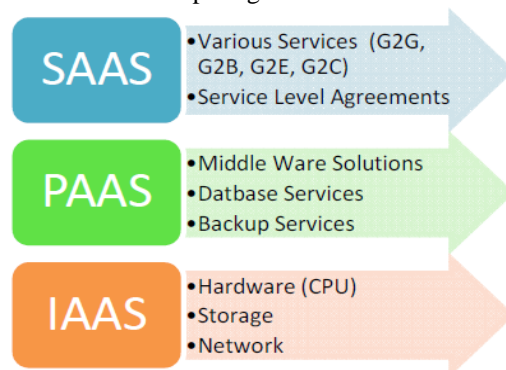 SAAS
•Various Services (G2G,
G2B, G2E, G2C)
•Service Level Agreements
PAAS
•Middle Ware Solutions
•Datbase Services
•Backup Services
IAAS
•Hardware (CPU)
•Storage
•Network